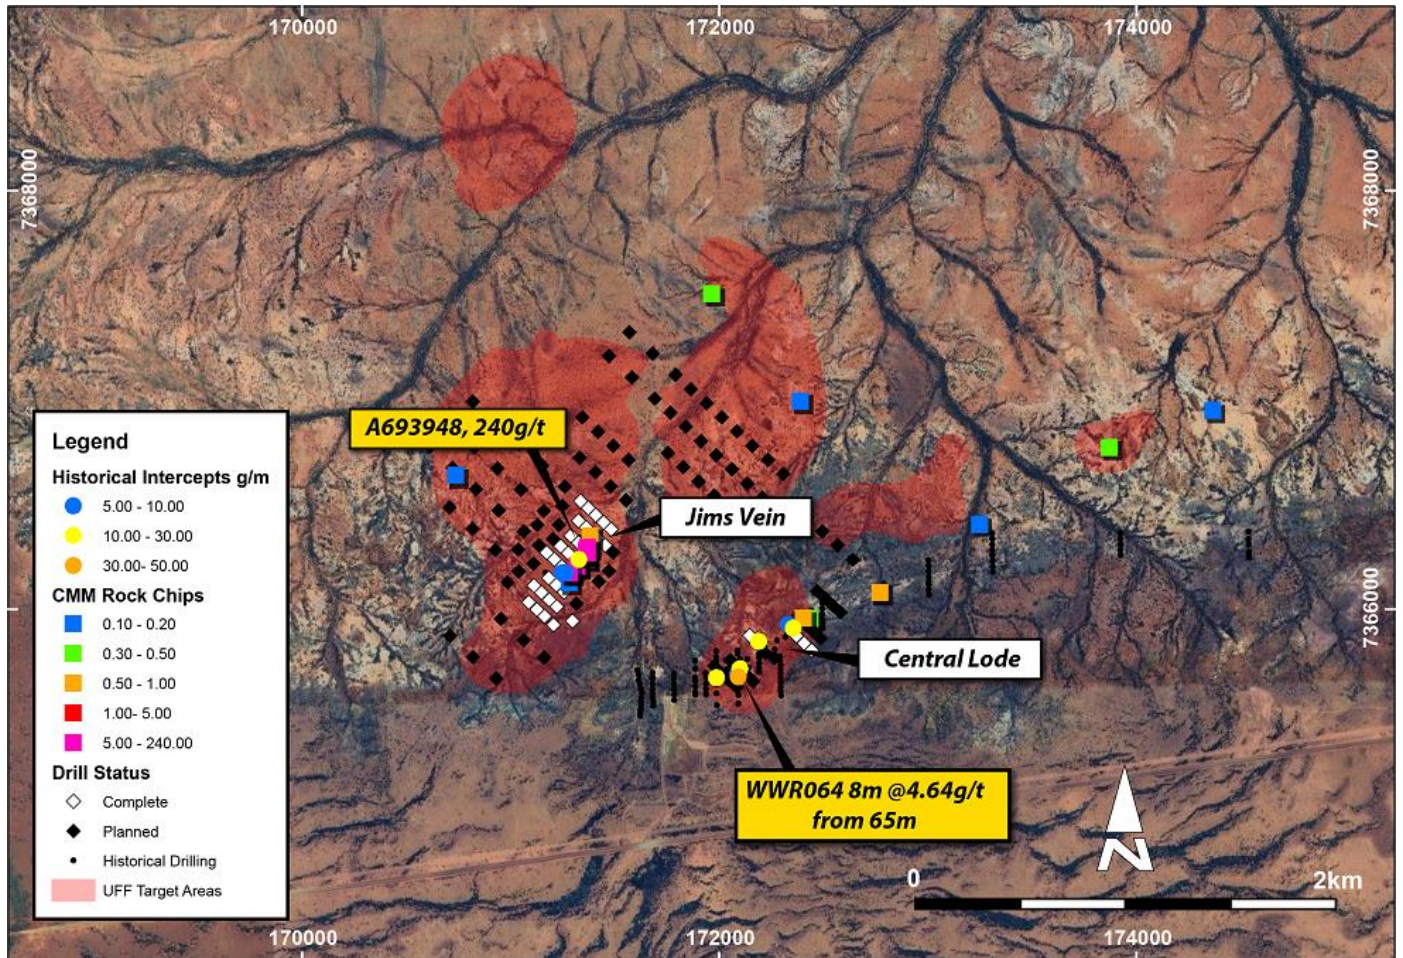 170000
172000
174000
7368000
7368000
A693948, 240g/t
Jims Vein
Legend
Historical Intercepts g/m
5.00 - 10.00
10.00 - 30.00
30.00- 50.00
CMM Rock Chips
0.10 - 0.20
0.30 - 0.50
0.50 - 1.00
1.00- 5.00
5.00 - 240.00
Drill Status
Complete
Planned
Historical Drilling
UFF Target Areas
7366000
Central Lode
WWR064 8m @4.64g/t
from 65m
N
0
2km
170000
172000
174000